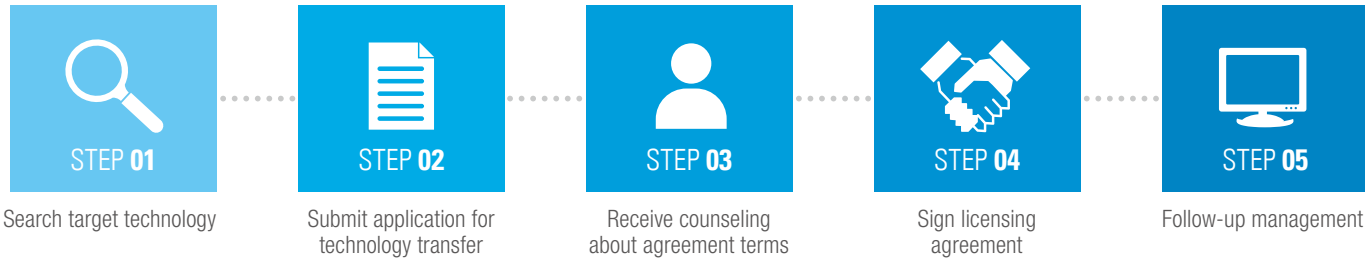 STEP 01
Search target technology
STEP 02
Submit application for
technology transfer
STEP 03
Receive counseling
about agreement terms
STEP 04
Sign licensing
agreement
STEP 05
Follow-up management